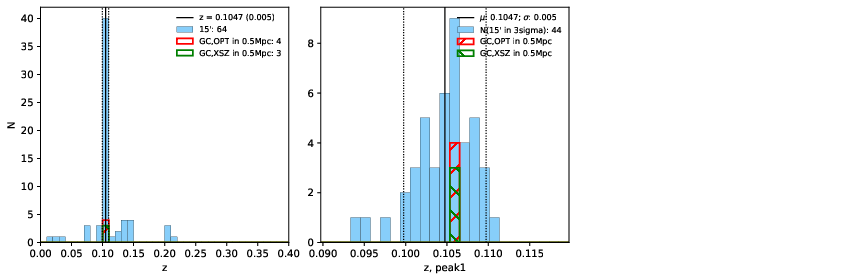 z = 0.1047 (0.005)
15': 64
GC,OPT in 0.5Mpc: 4
GC,XSZ in 0.5Mpc: 3
40
35
30
25
20
15
10
5
0
N
0.00 0.05 0.10 0.15 0.20 0.25 0.30 0.35 0.40
z
μ: 0.1047; σ: 0.005
N(15' in 3sigma): 44
GC,OPT in 0.5Mpc
GC,XSZ in 0.5Mpc
8
6
4
2
0
0.090 0.095 0.100 0.105 0.110 0.115
z, peak1